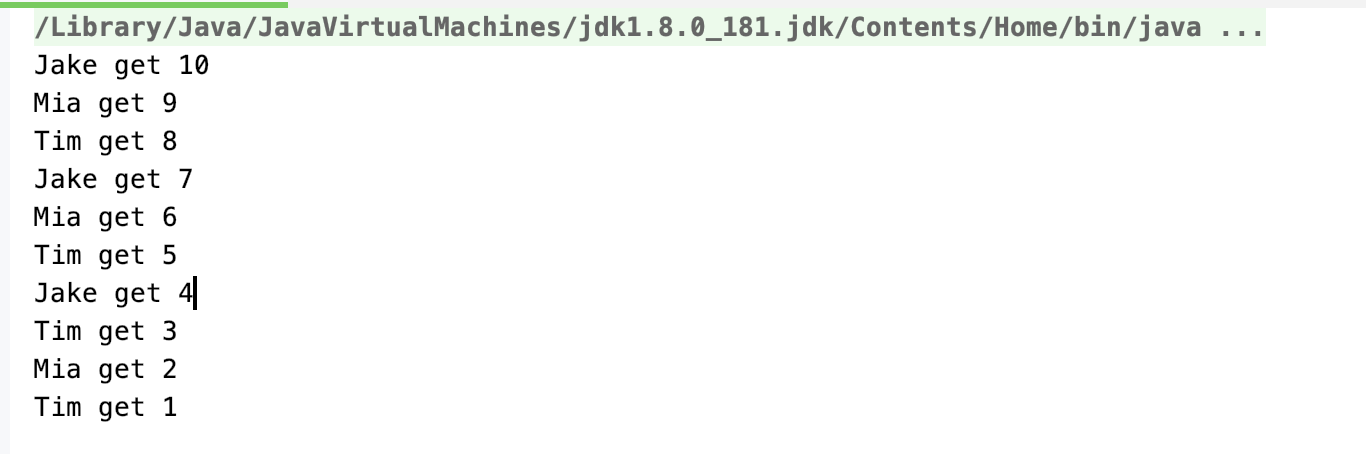 /Library/Java/JavaVirtualMachines/jdk1.8.0_181.jdk/Contents/Home/bin/java ...
Jake get 10
Mia get 9
Tim get 8
Jake get 7
Mia get 6
Tim get 5
Jake get 4
Tim get 3
Mia get 2
Tim get 1